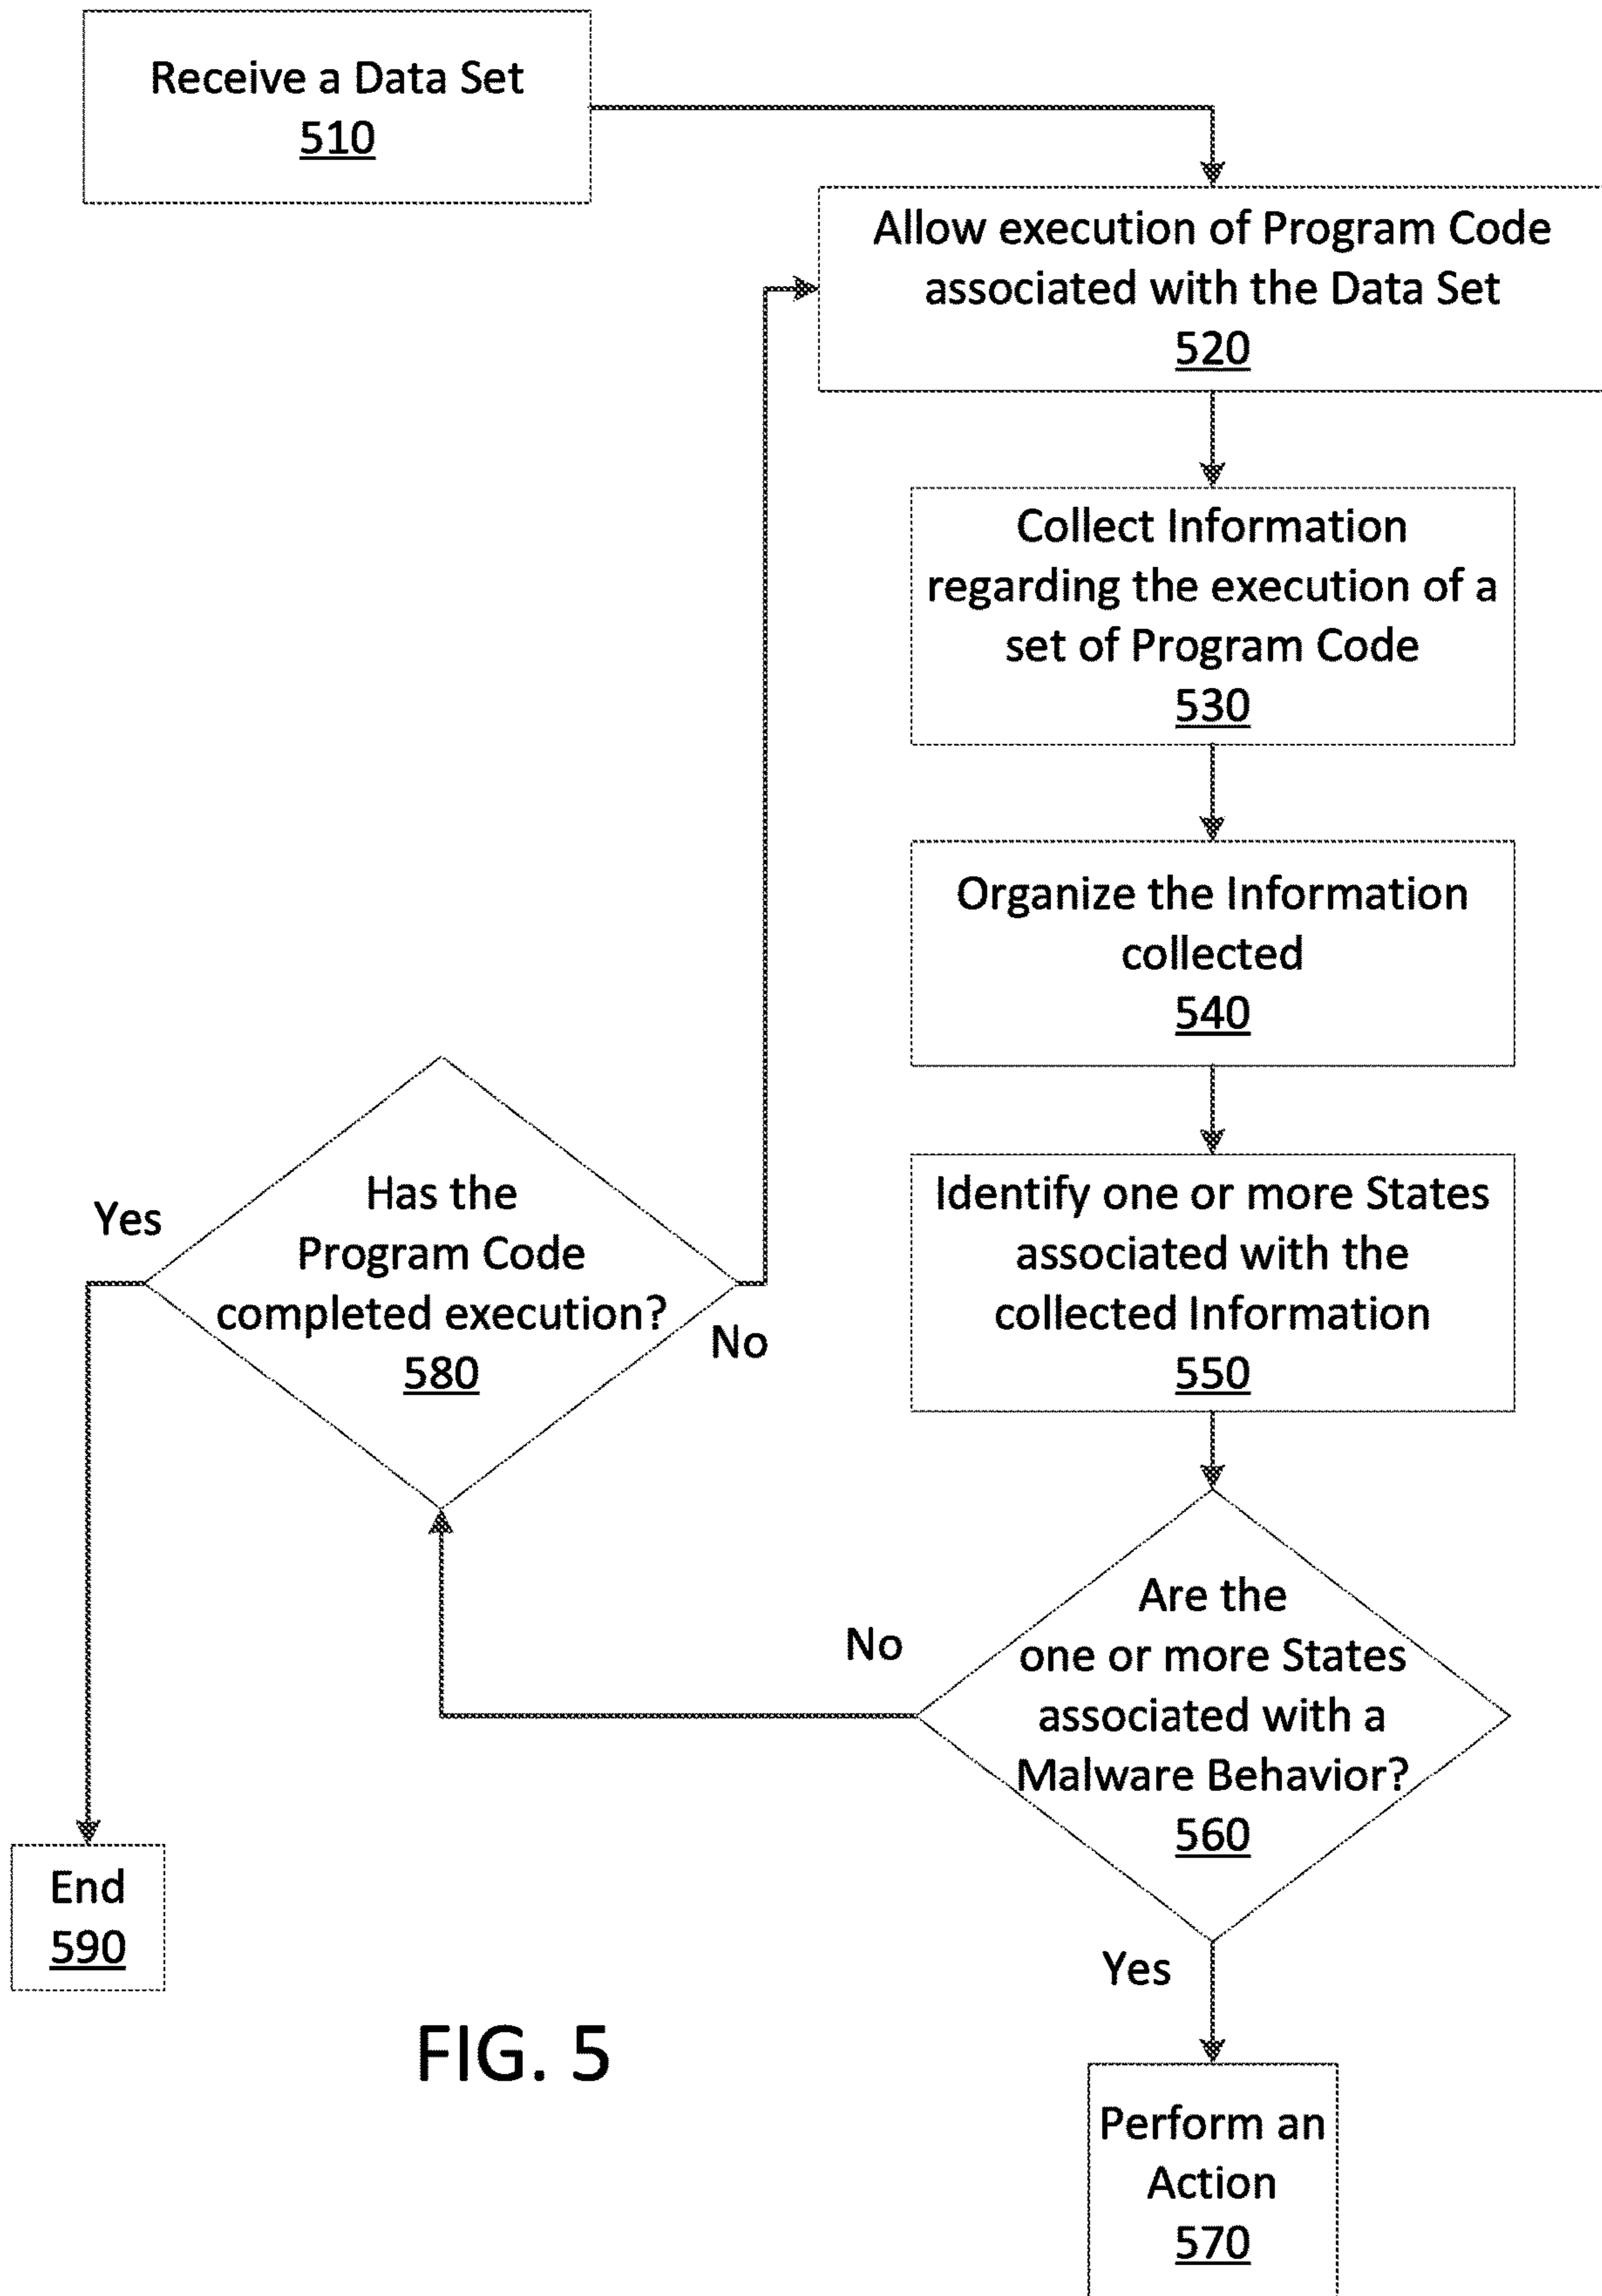 Receive a Data Set
510
Allow execution of Program Code
associated with the Data Set
520
Collect Information
regarding the execution of a
set of Program Code
530
Organize the Information
collected
540
Identify one or more States
associated with the
collected Information
550
Has the
Program Code
completed execution?
580
Yes
No
Are the
one or more States
associated with a
Malware Behavior?
560
No
Yes
End
590
Perform an
Action
570
FIG. 5